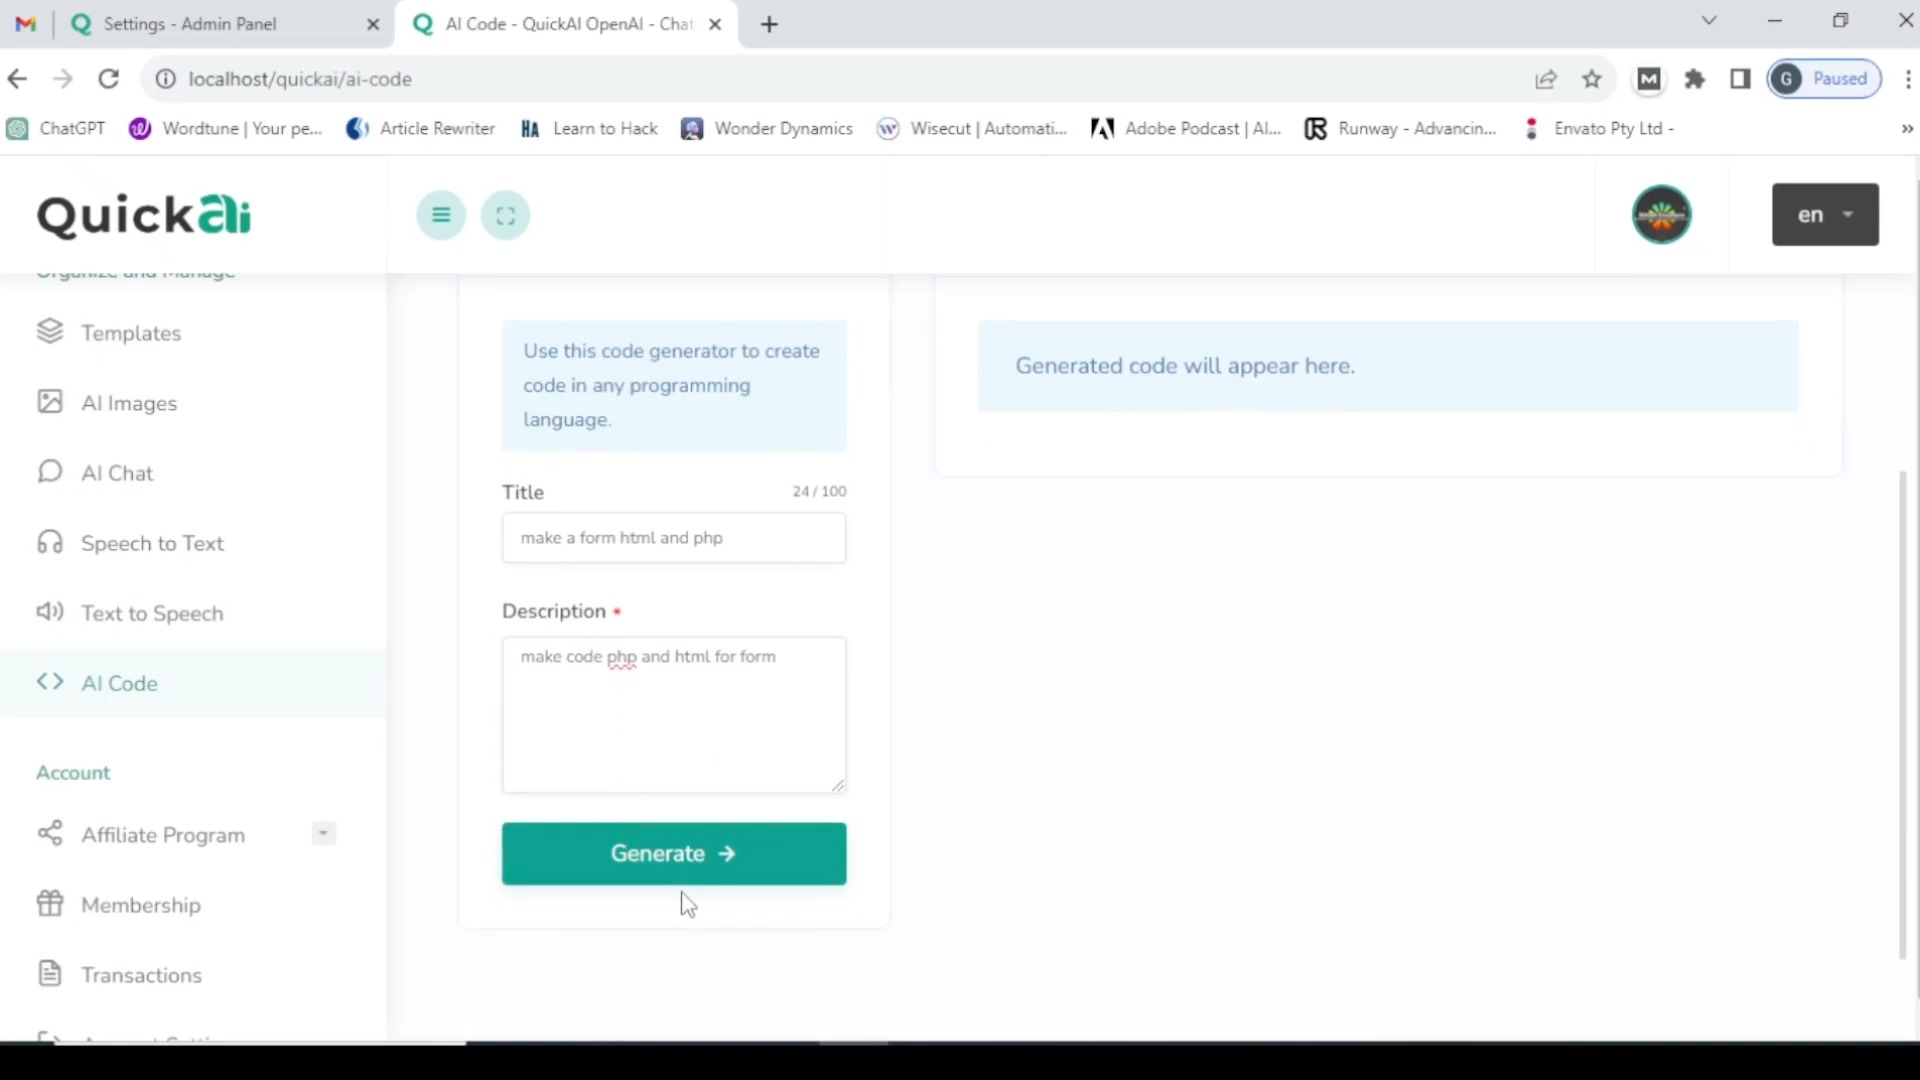 Settings - Admin Panel
AI Code - QuickAI OpenAI - Chat
localhost/quickai/ai-code
G Paused
ChatGPT
Wordtune | Your pe...
Article Rewriter
HA Learn to Hack
Wonder Dynamics
Wisecut | Automati...
Adobe Podcast | AI...
Runway - Advancin...
Envato Pty Ltd -
»
Quickai
en
Organize and Manage
Templates
AI Images
AI Chat
Speech to Text
Text to Speech
AI Code
Account
Affiliate Program
Membership
Transactions
Use this code generator to create
code in any programming
language.
Title 24 / 100
make a form html and php
Description *
make code php and html for form
Generate →
Generated code will appear here.